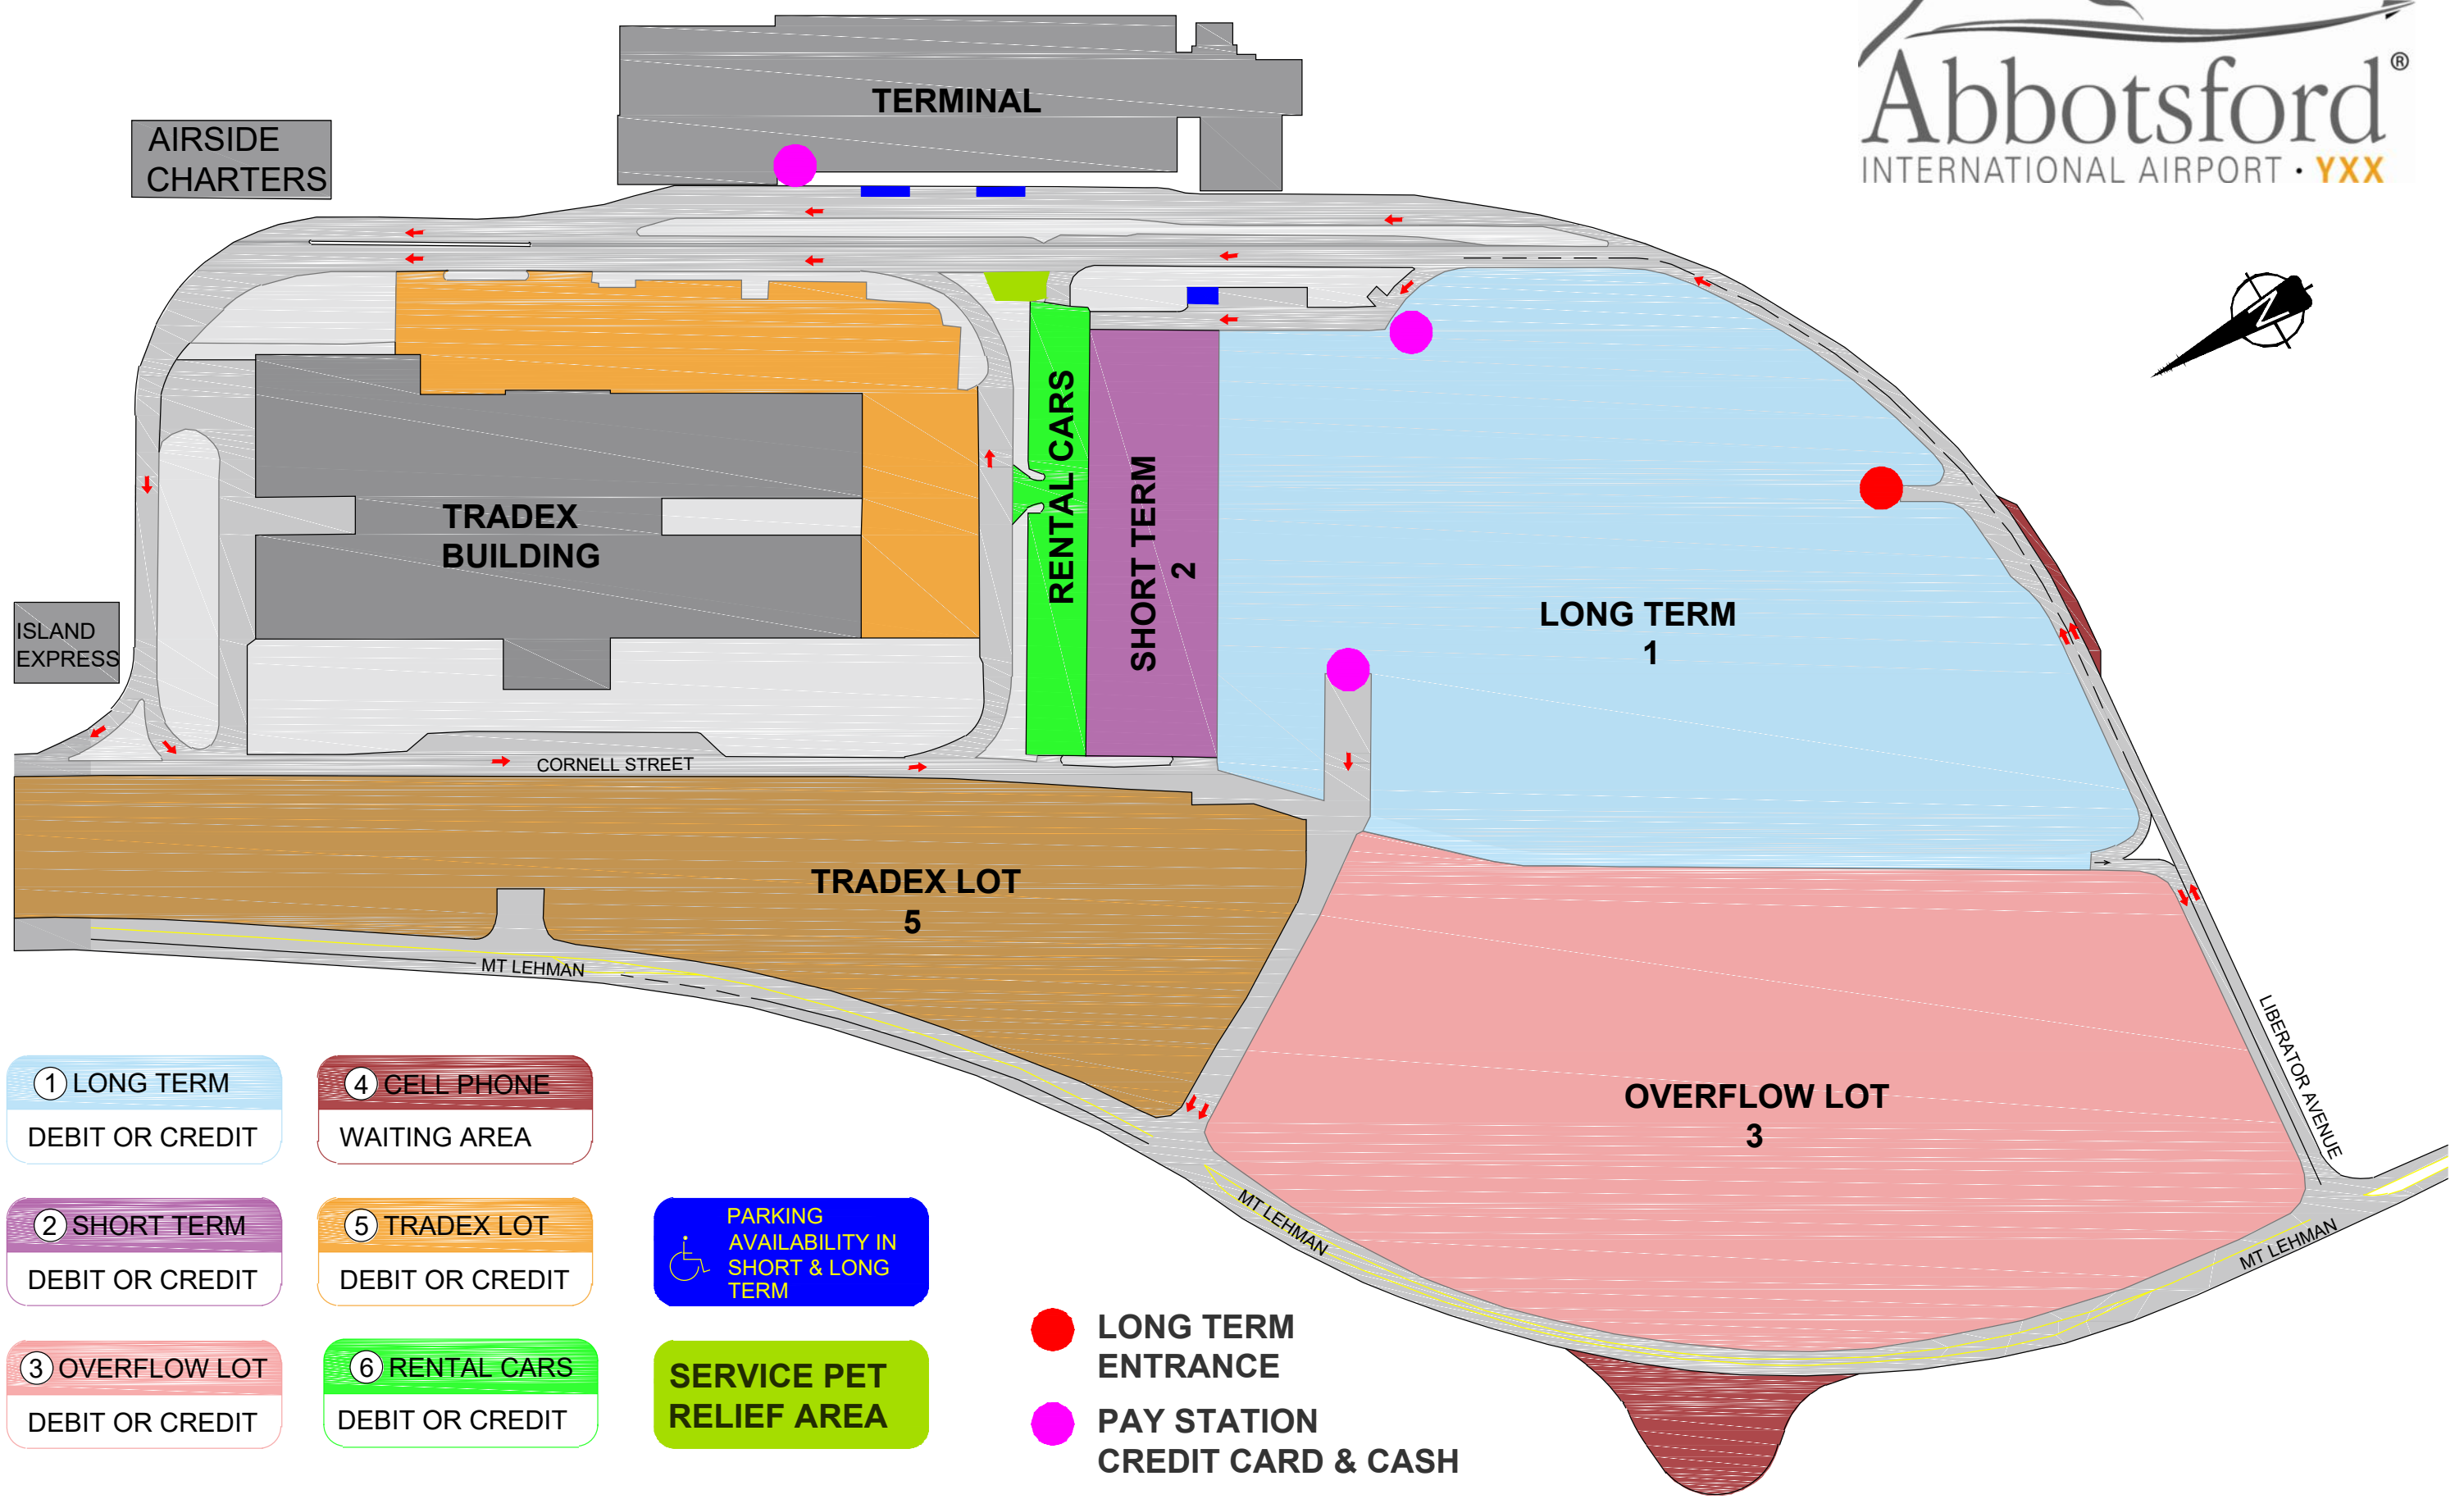 Abbotsford®
INTERNATIONAL AIRPORT • YXX
TERMINAL
AIRSIDE
CHARTERS
N
TRADEX
BUILDING
RENTAL CARS
SHORT TERM
2
LONG TERM
1
ISLAND
EXPRESS
CORNELL STREET
TRADEX LOT
5
MT LEHMAN
OVERFLOW LOT
3
LIBERATOR AVENUE
MT LEHMAN
MT LEHMAN
1 LONG TERM
DEBIT OR CREDIT
4 CELL PHONE
WAITING AREA
2 SHORT TERM
DEBIT OR CREDIT
5 TRADEX LOT
DEBIT OR CREDIT
PARKING
AVAILABILITY IN
SHORT & LONG
TERM
3 OVERFLOW LOT
DEBIT OR CREDIT
6 RENTAL CARS
DEBIT OR CREDIT
SERVICE PET
RELIEF AREA
LONG TERM
ENTRANCE
PAY STATION
CREDIT CARD & CASH